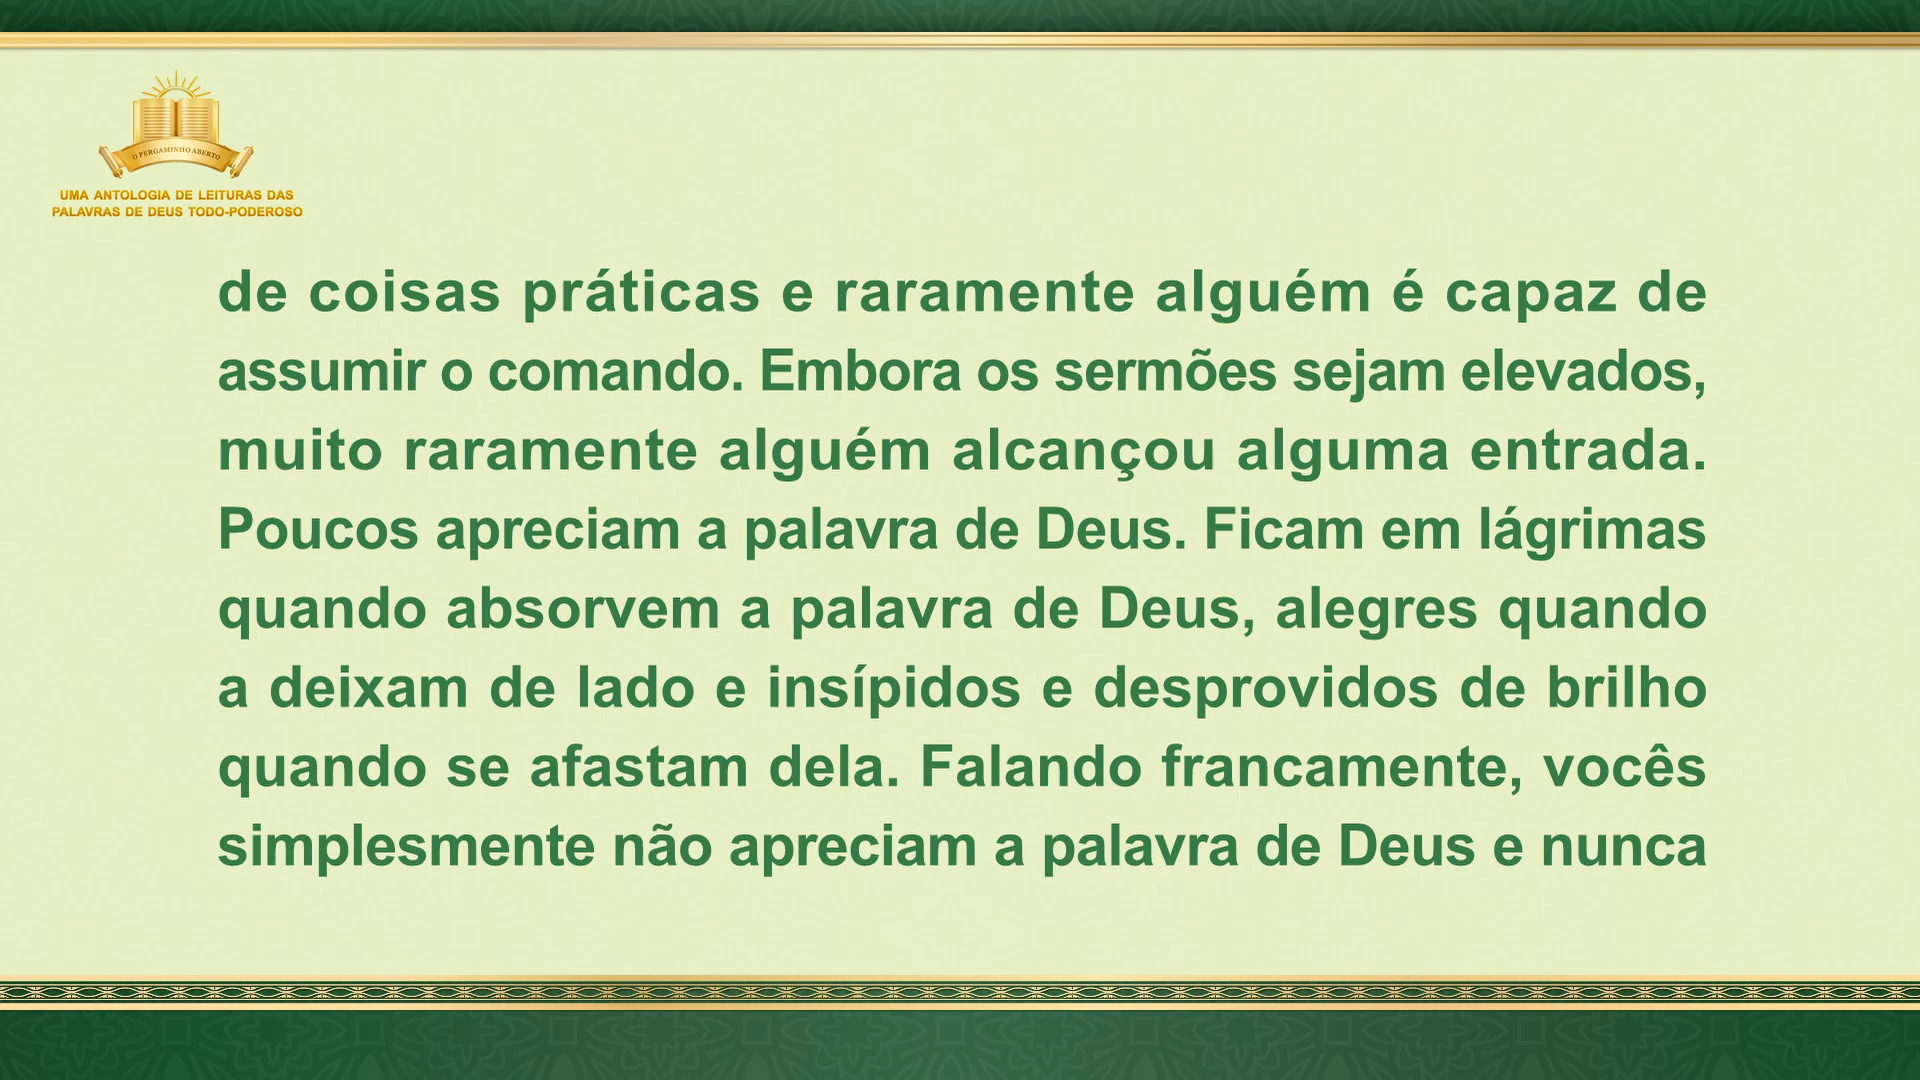 O PERGAMINHO ABERTO
UMA ANTOLOGIA DE LEITURAS DAS
PALAVRAS DE DEUS TODO-PODEROSO
de coisas práticas e raramente alguém é capaz de
assumir o comando. Embora os sermões sejam elevados,
muito raramente alguém alcançou alguma entrada.
Poucos apreciam a palavra de Deus. Ficam em lágrimas
quando absorvem a palavra de Deus, alegres quando
a deixam de lado e insípidos e desprovidos de brilho
quando se afastam dela. Falando francamente, vocês
simplesmente não apreciam a palavra de Deus e nunca